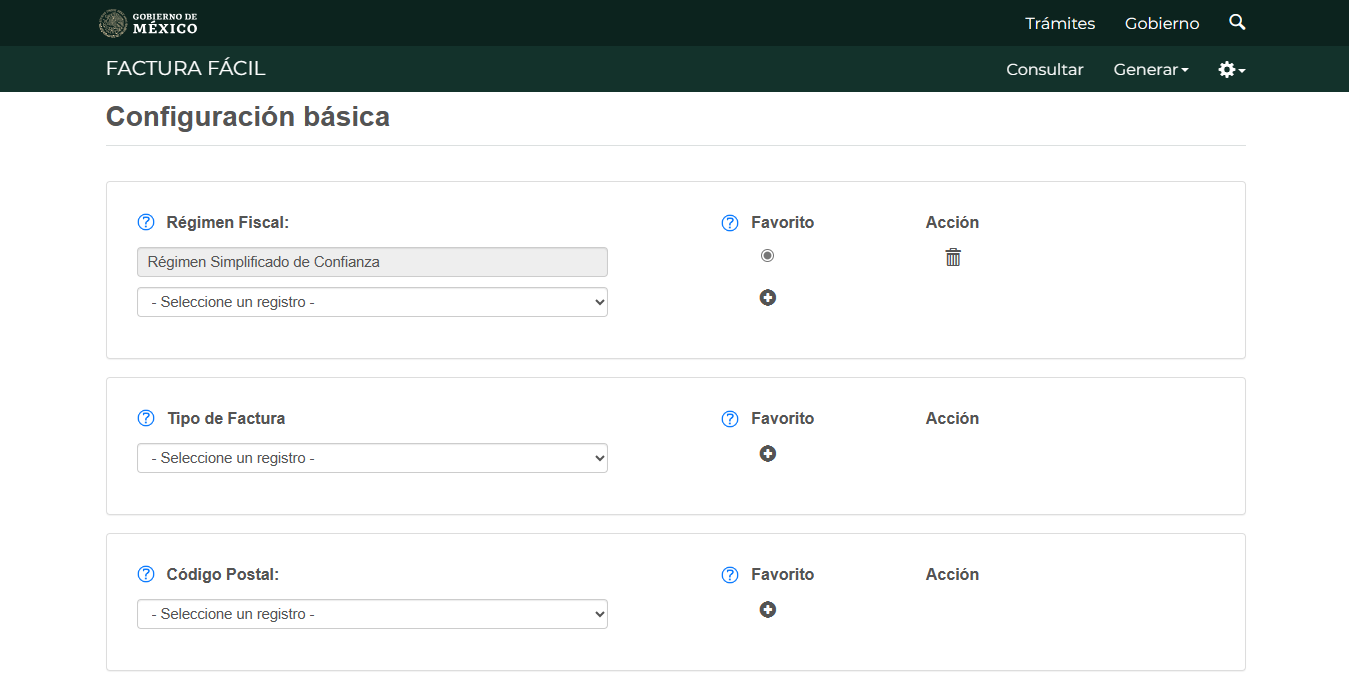 GOBIERNO DE
MÉXICO
Trámites
Gobierno
FACTURA FÁCIL
Consultar
Generar
Configuración básica
Régimen Fiscal:
Favorito
Acción
Régimen Simplificado de Confianza
- Seleccione un registro -
Tipo de Factura
Favorito
Acción
- Seleccione un registro -
Código Postal:
Favorito
Acción
- Seleccione un registro -